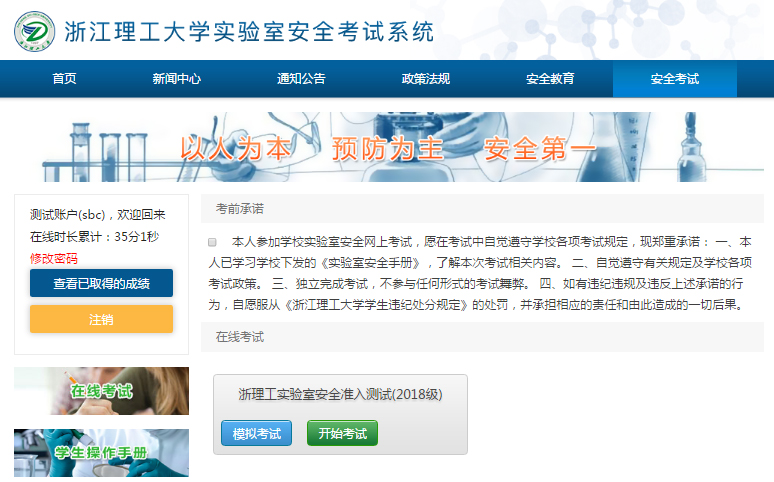 浙江理工大学实验室安全考试系统
首页 新闻中心 通知公告 政策法规 安全教育 安全考试
以人为本 预防为主 安全第一
测试账户(sbc)，欢迎回来
在线时长累计：35分1秒
修改密码
查看已取得的成绩
注销
在线考试
学生操作手册
考前承诺
本人参加学校实验室安全网上考试，愿在考试中自觉遵守学校各项考试规定，现郑重承诺： 一、本
人已学习学校下发的《实验室安全手册》，了解本次考试相关内容。 二、自觉遵守有关规定及学校各项
考试政策。 三、独立完成考试，不参与任何形式的考试舞弊。 四、如有违纪违规及违反上述承诺的行
为，自愿服从《浙江理工大学学生违纪处分规定》的处罚，并承担相应的责任和由此造成的一切后果。
在线考试
浙理工实验室安全准入测试(2018级)
模拟考试 开始考试